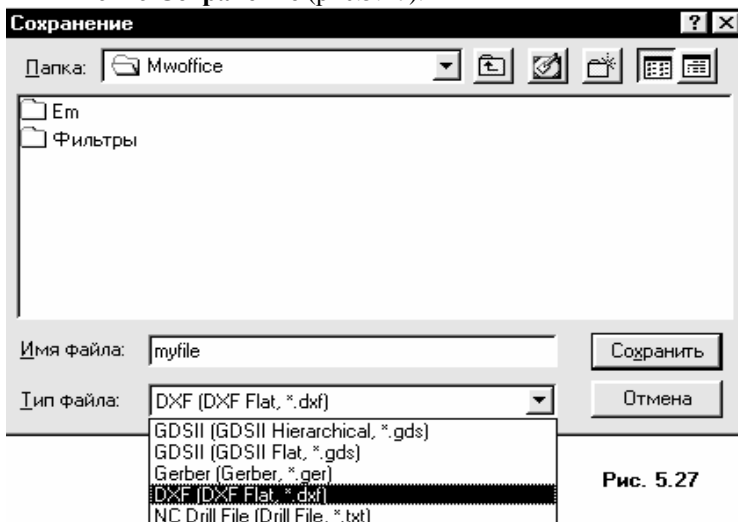 Сохранение
Папка: Mwoffice
Em
Фильтры
Имя файла: myfile Сохранить
Тип файла: DXF (DXF Flat, *.dxf) Отмена
GDSII (GDSII Hierarchical, *.gds)
GDSII (GDSII Flat, *.gds)
Gerber (Gerber, *.ger)
DXF (DXF Flat, *.dxf)
NC Drill File (Drill File, *.txt)
Рис. 5.27